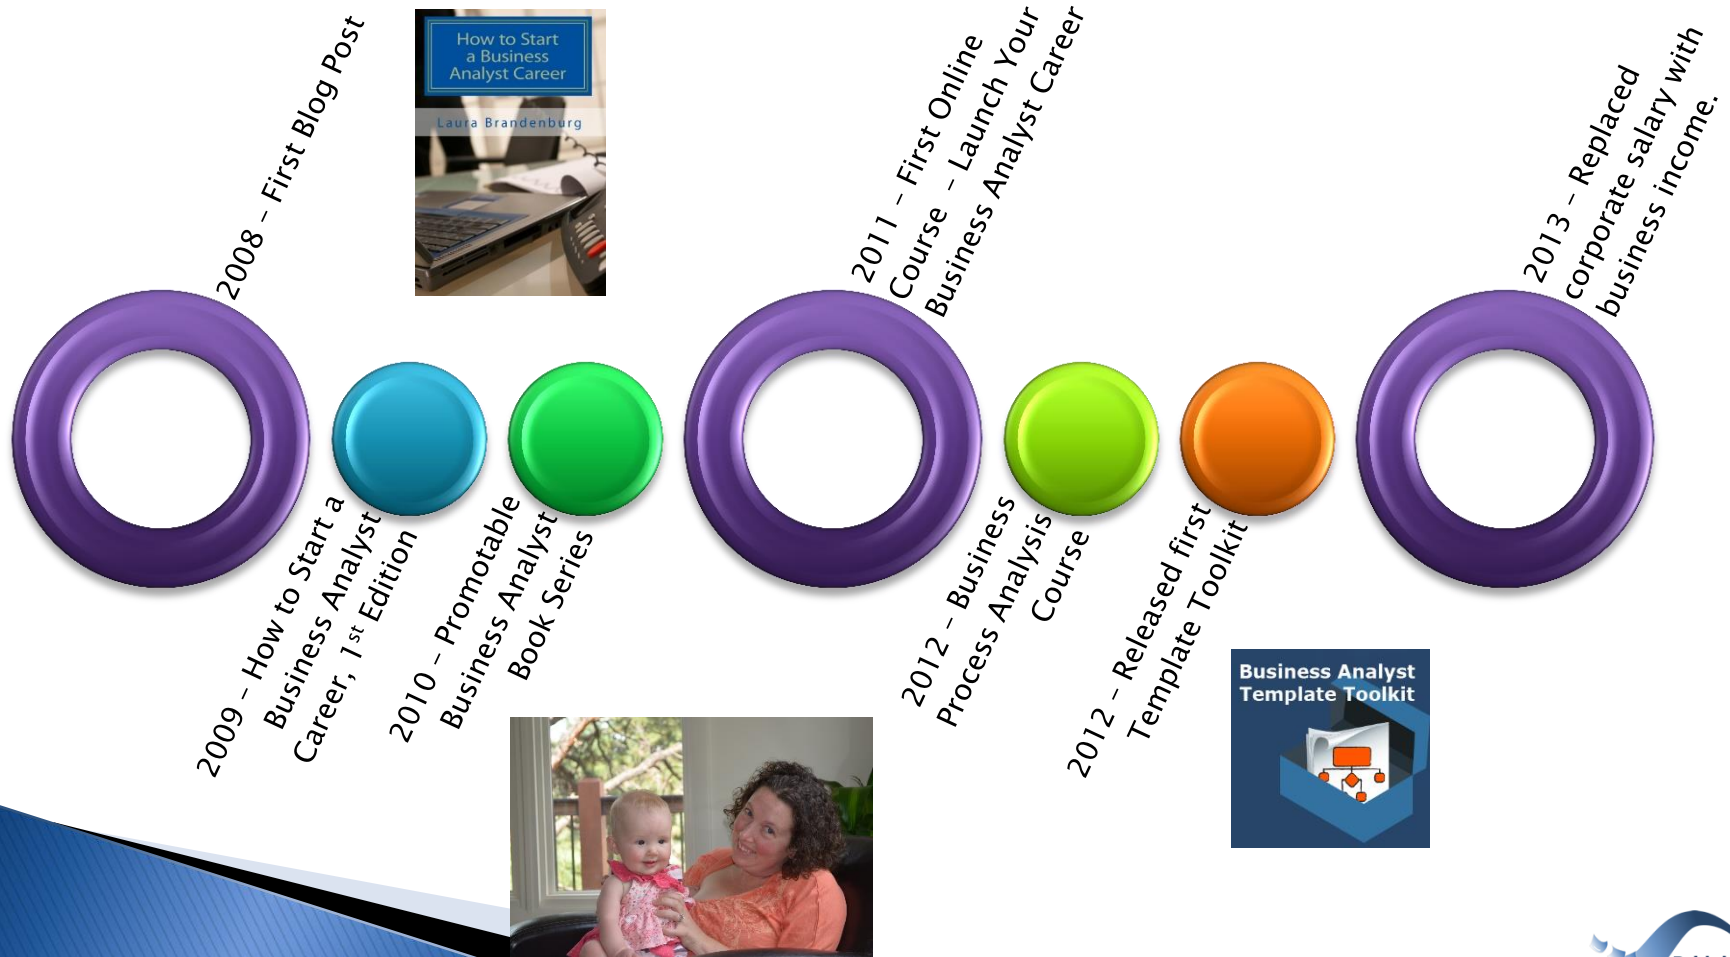 2008 – First Blog Post
How to Start
a Business
Analyst Career
Laura Brandenburg
2009 – How to Start a
Business Analyst
Career, 1st Edition
2010 – Promotable
Business Analyst
Book Series
2011 – First Online
Course – Launch Your
Business Analyst Career
2012 – Business
Process Analysis
Course
2012 – Released first
Template Toolkit
Business Analyst
Template Toolkit
2013 – Replaced
corporate salary with
business income.